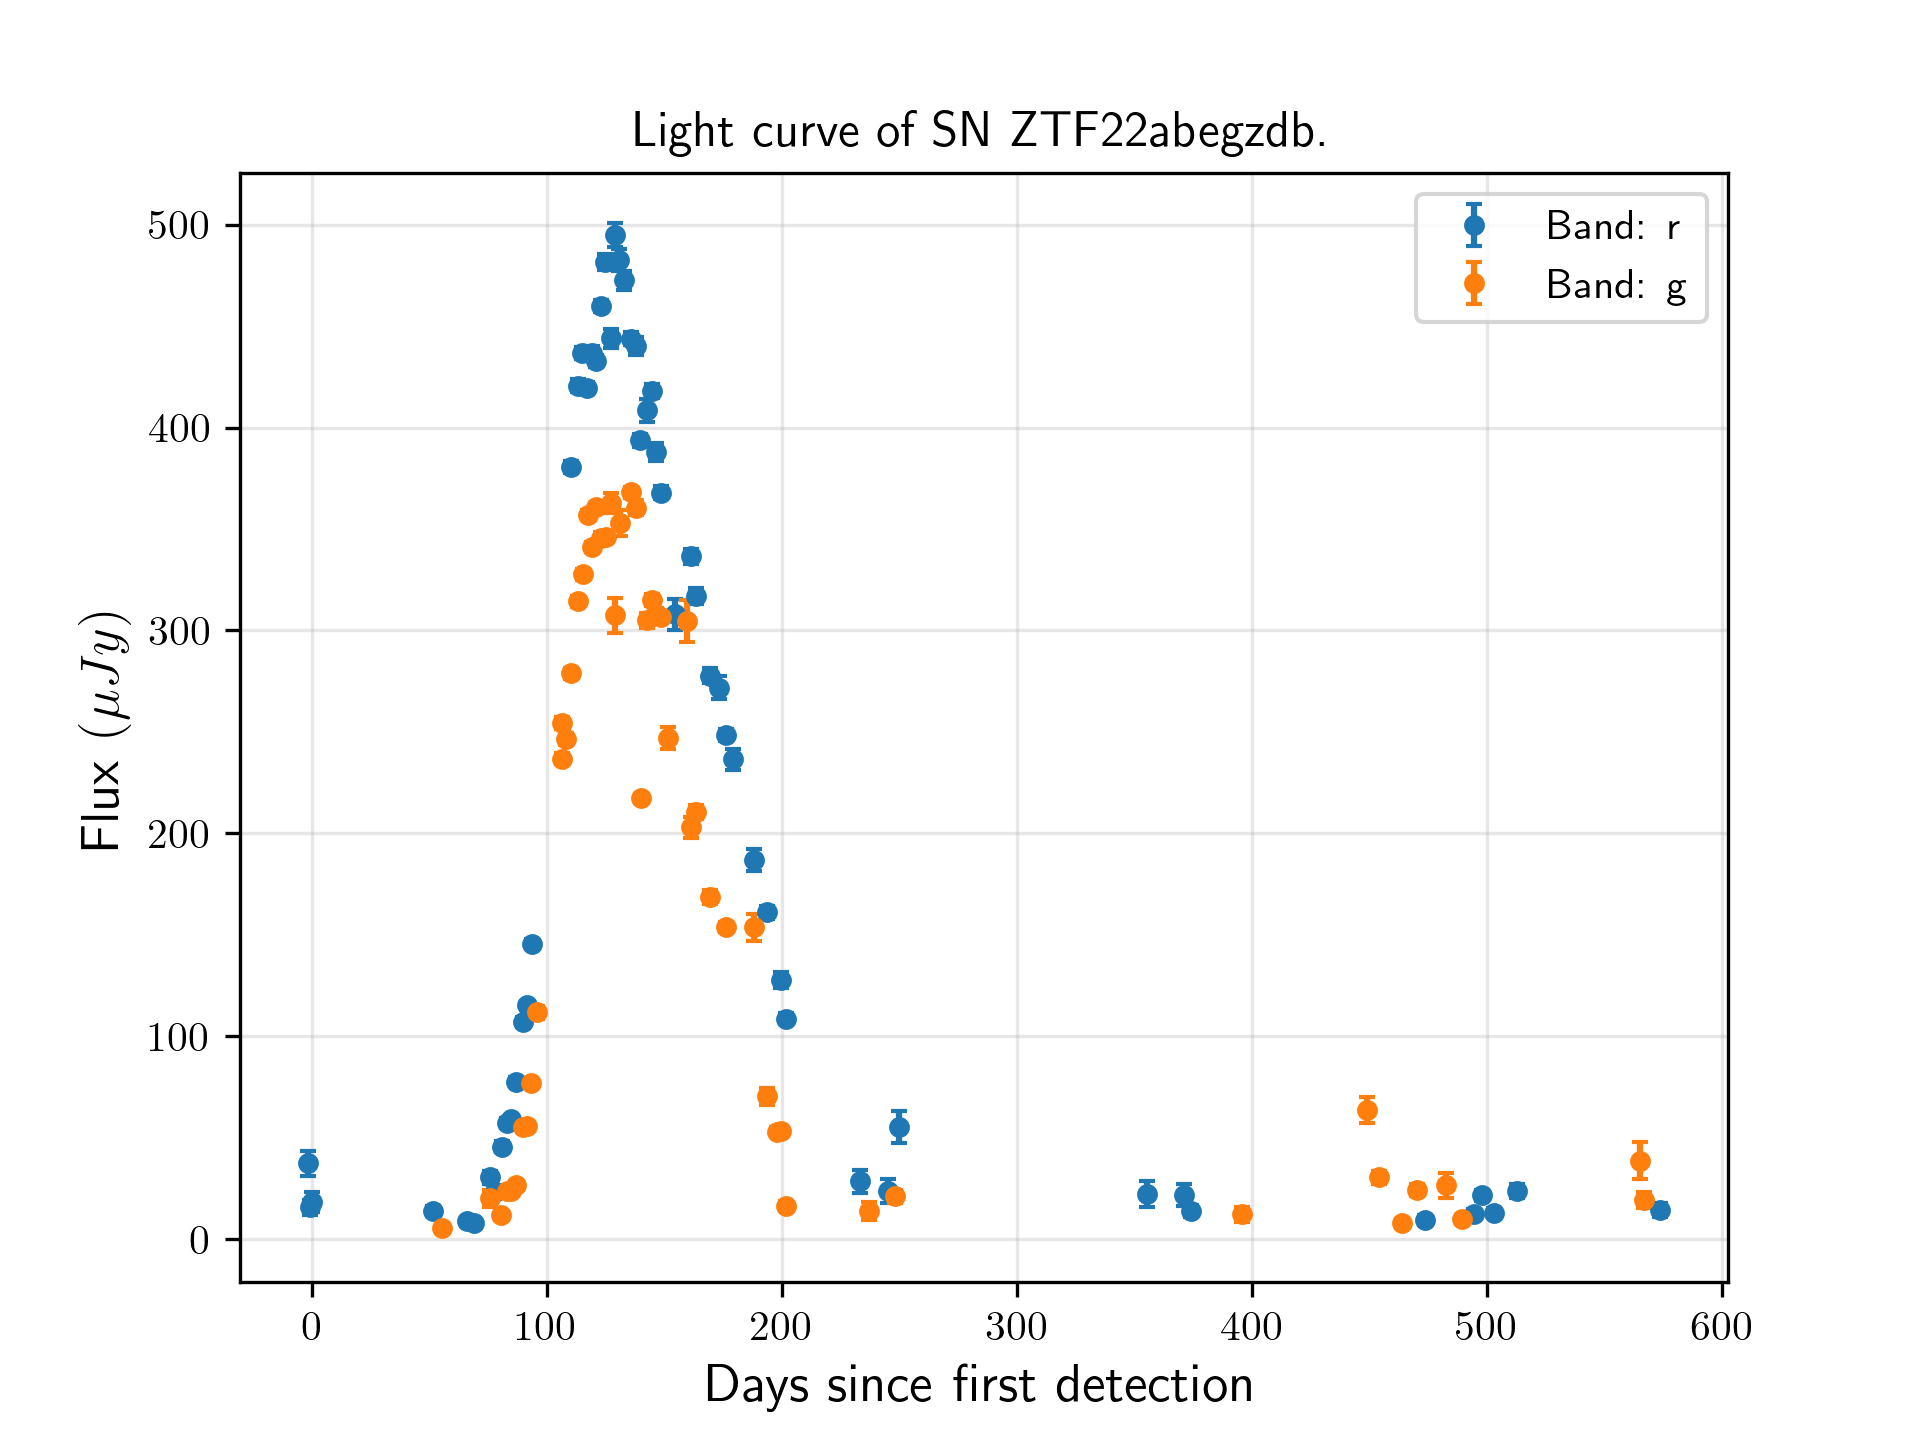 Light curve of SN ZTF22abegzdb.
Band: r
Band: g
500
400
300
200
100
0
Flux (μJy)
0 100 200 300 400 500 600
Days since first detection